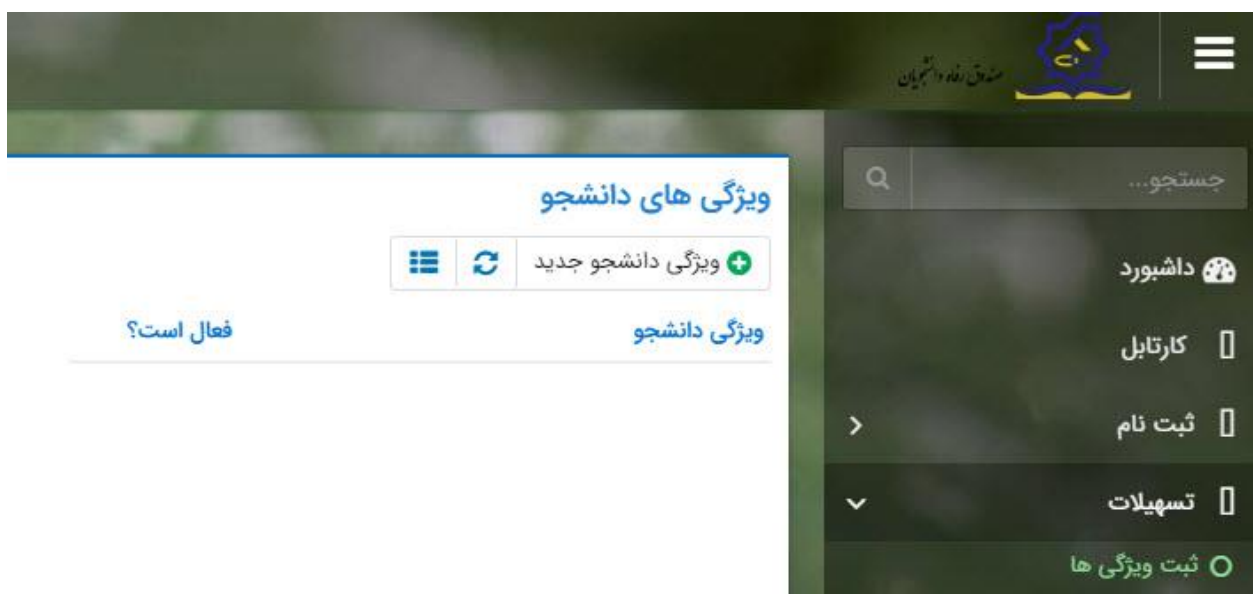 صندوق رفاه دانشجویان
جستجو...
داشبورد
کارتابل
ثبت نام
تسهیلات
ثبت ویژگی ها
ویژگی های دانشجو
ویژگی دانشجو جدید
ویژگی دانشجو فعال است؟